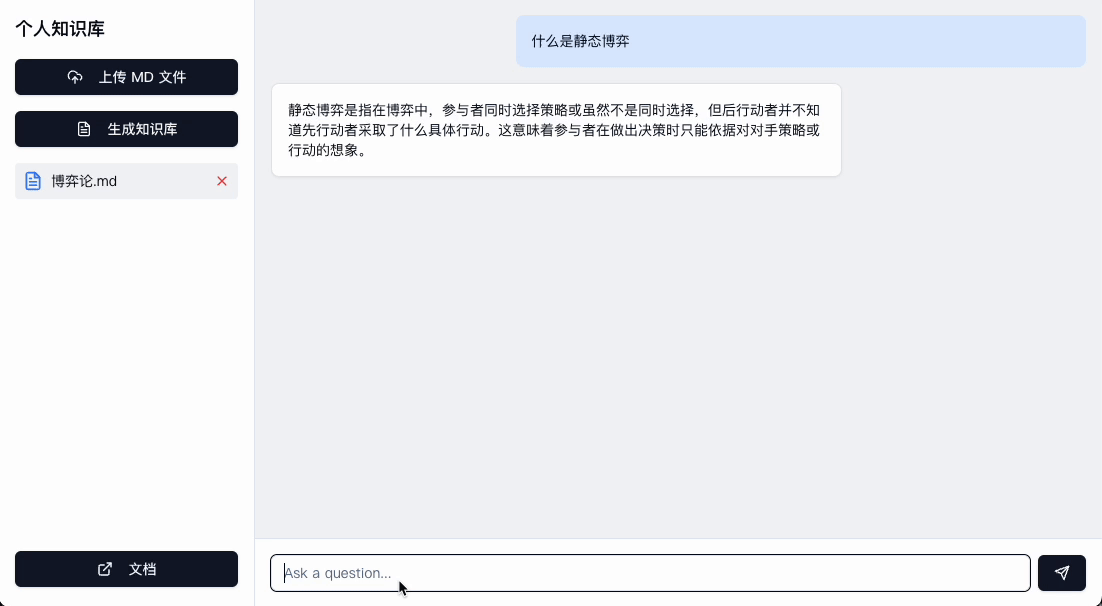 个人知识库
上传 MD 文件
生成知识库
博弈论.md
文档
什么是静态博弈
静态博弈是指在博弈中，参与者同时选择策略或虽然不是同时选择，但后行动者并不知
道先行动者采取了什么具体行动。这意味着参与者在做出决策时只能依据对对手策略或
行动的想象。
Ask a question...